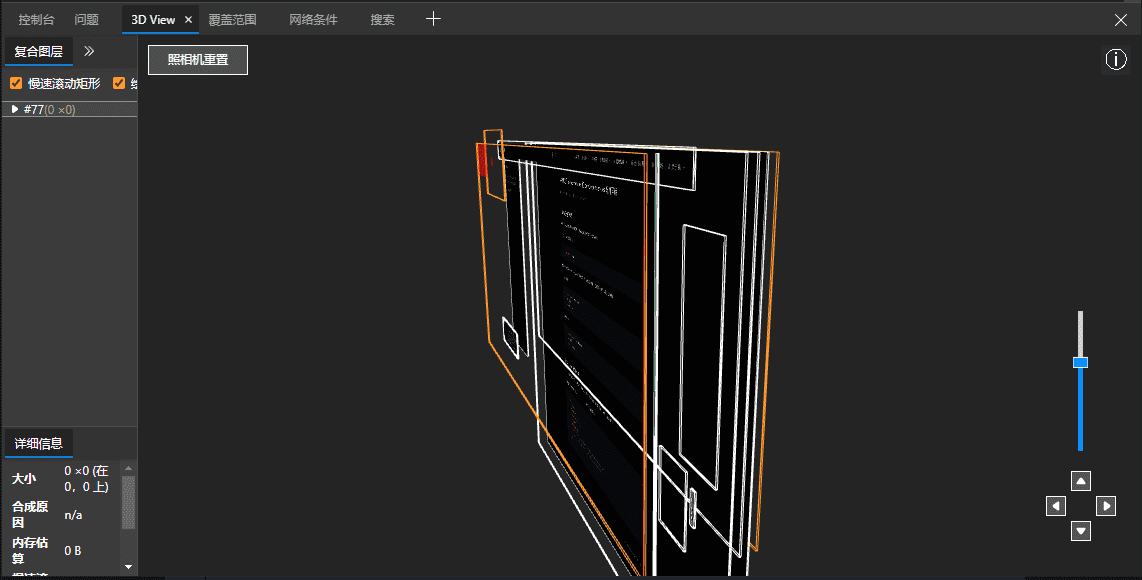 控制台 问题 3D View × 覆盖范围 网络条件 搜索
复合图层
照相机重置
慢速滚动矩形
#77(0 ×0)
详细信息
大小 0 ×0 (在 0，0 上)
合成原因 n/a
内存估算 0 B